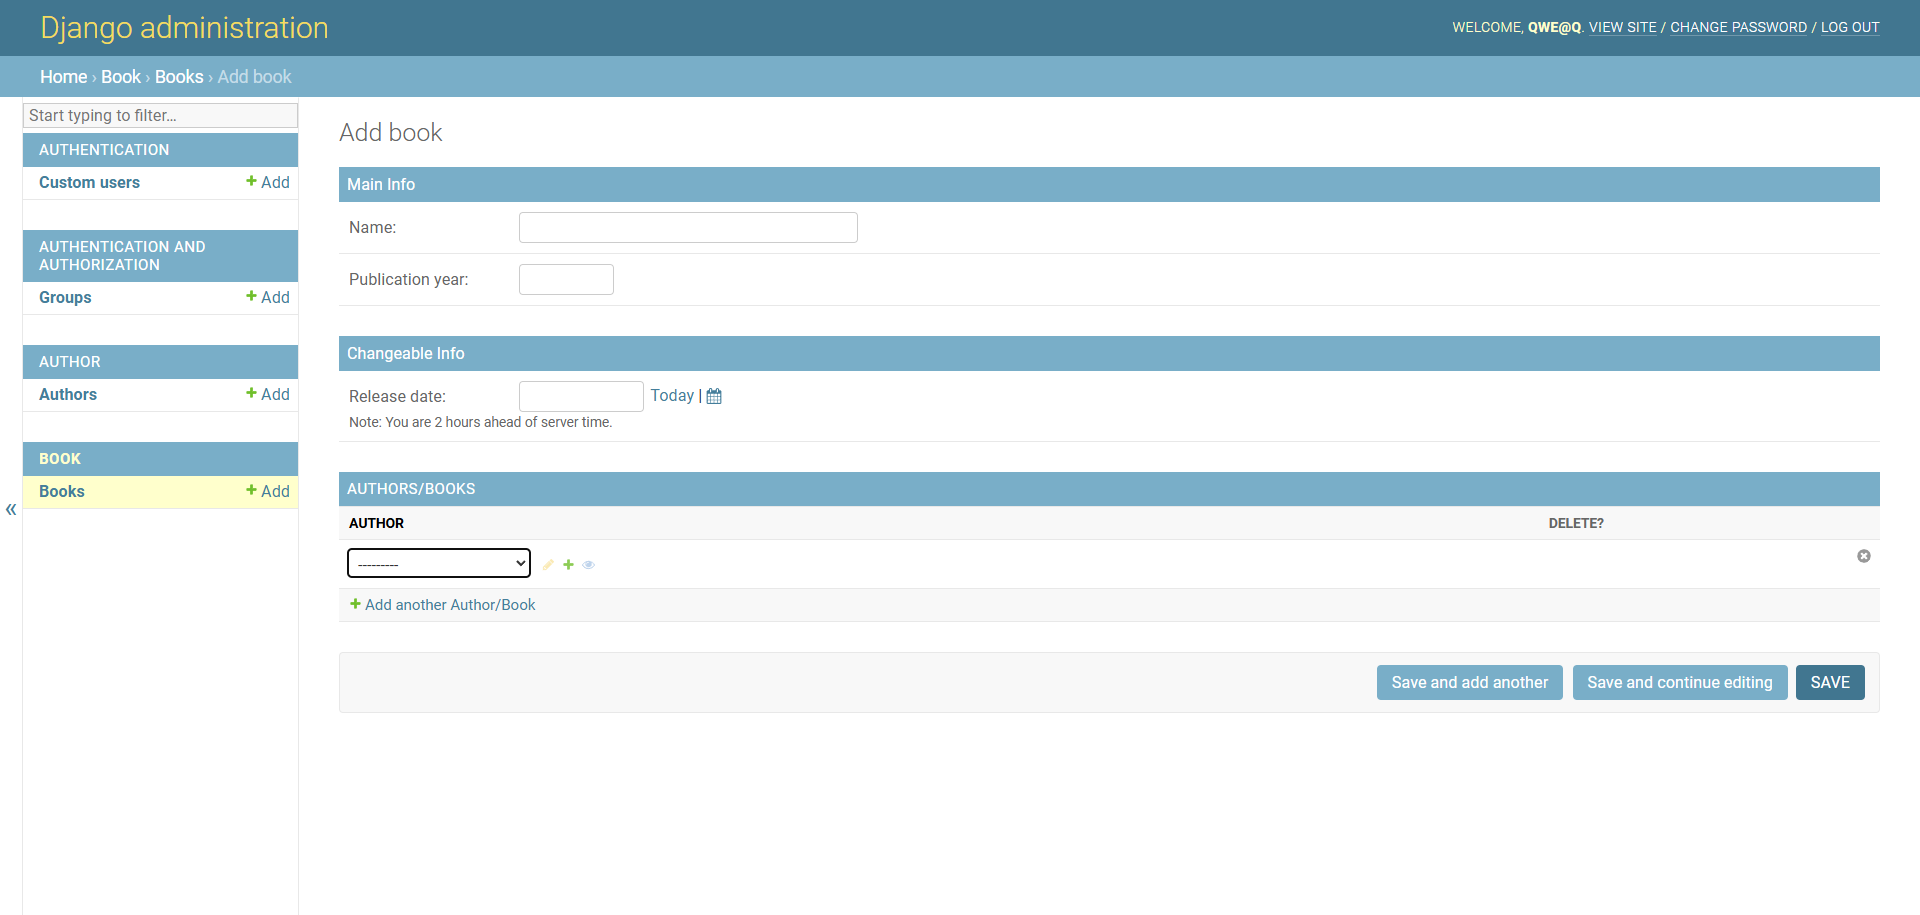 Django administration
WELCOME, QWE@Q. VIEW SITE / CHANGE PASSWORD / LOG OUT
Home › Book › Books › Add book
Start typing to filter...
AUTHENTICATION
Custom users + Add
AUTHENTICATION AND
AUTHORIZATION
Groups + Add
AUTHOR
Authors + Add
BOOK
Books + Add
«
Add book
Main Info
Name:
Publication year:
Changeable Info
Release date: Today |
Note: You are 2 hours ahead of server time.
AUTHORS/BOOKS
AUTHOR DELETE?
---------
+ Add another Author/Book
Save and add another Save and continue editing SAVE